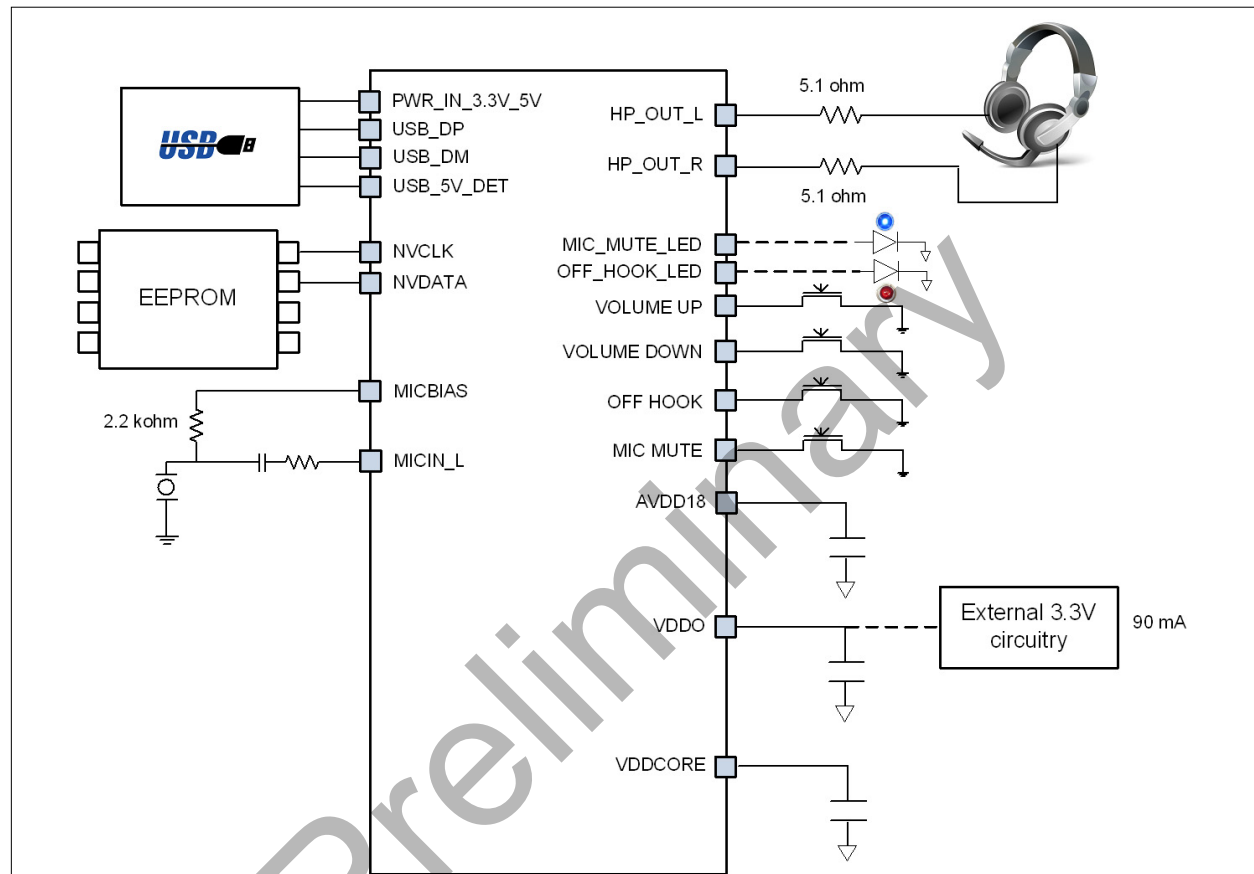 USB
PWR_IN_3.3V_5V
USB_DP
USB_DM
USB_5V_DET
EEPROM
NVCLK
NVDATA
2.2 kohm
MICBIAS
MICIN_L
HP_OUT_L
5.1 ohm
HP_OUT_R
5.1 ohm
MIC_MUTE_LED
OFF_HOOK_LED
VOLUME UP
VOLUME DOWN
OFF HOOK
MIC MUTE
AVDD18
VDDO
External 3.3V
circuitry
90 mA
VDDCORE
Preliminary